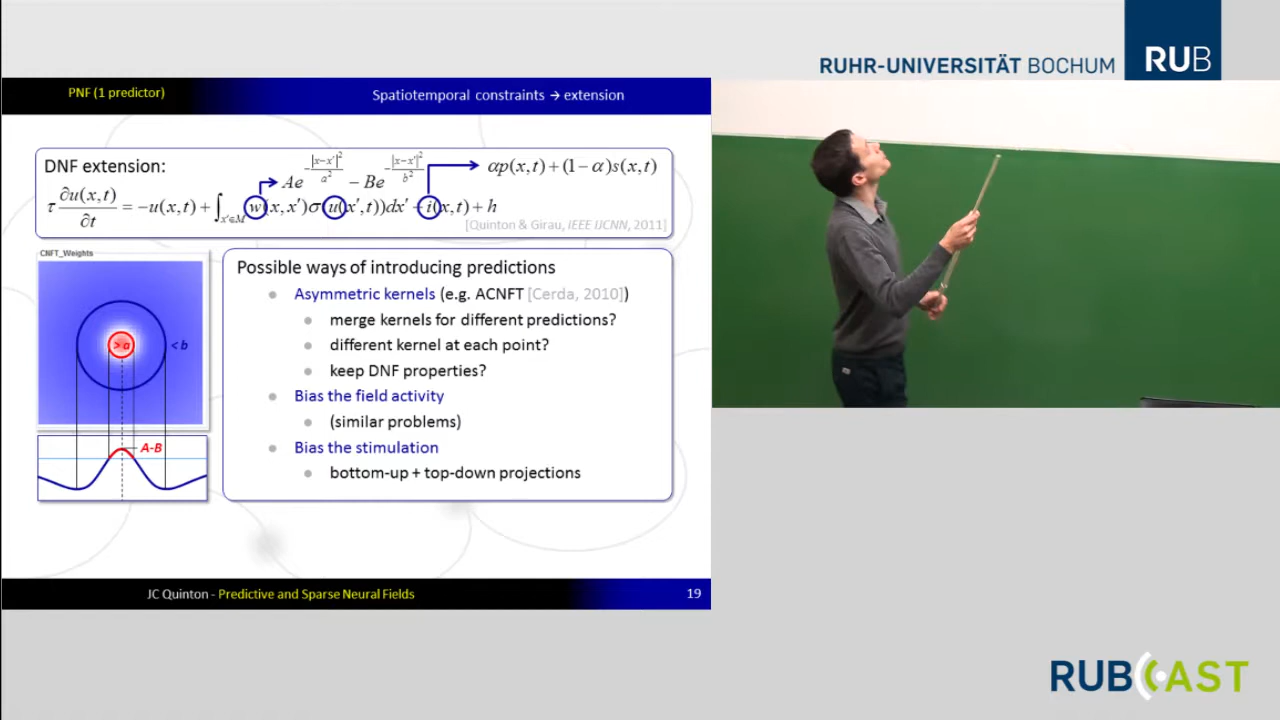 RUHR-UNIVERSITÄT BOCHUM RUB
PNF (1 predictor)
Spatiotemporal constraints → extension
DNF extension:
Ae^{-|x-x'|²/a²} − Be^{-|x-x'|²/b²}
αp(x,t)+(1−α)s(x,t)
τ ∂u(x,t)/∂t = −u(x,t) + ∫_{x'∈M} w(x,x')σ(u(x',t))dx' + i(x,t) + h
[Quinton & Girau, IEEE IJCNN, 2011]
CNFT_Weights
> a
< b
A-B
Possible ways of introducing predictions
Asymmetric kernels (e.g. ACNFT [Cerda, 2010])
merge kernels for different predictions?
different kernel at each point?
keep DNF properties?
Bias the field activity
(similar problems)
Bias the stimulation
bottom-up + top-down projections
JC Quinton - Predictive and Sparse Neural Fields
19
RUBCAST